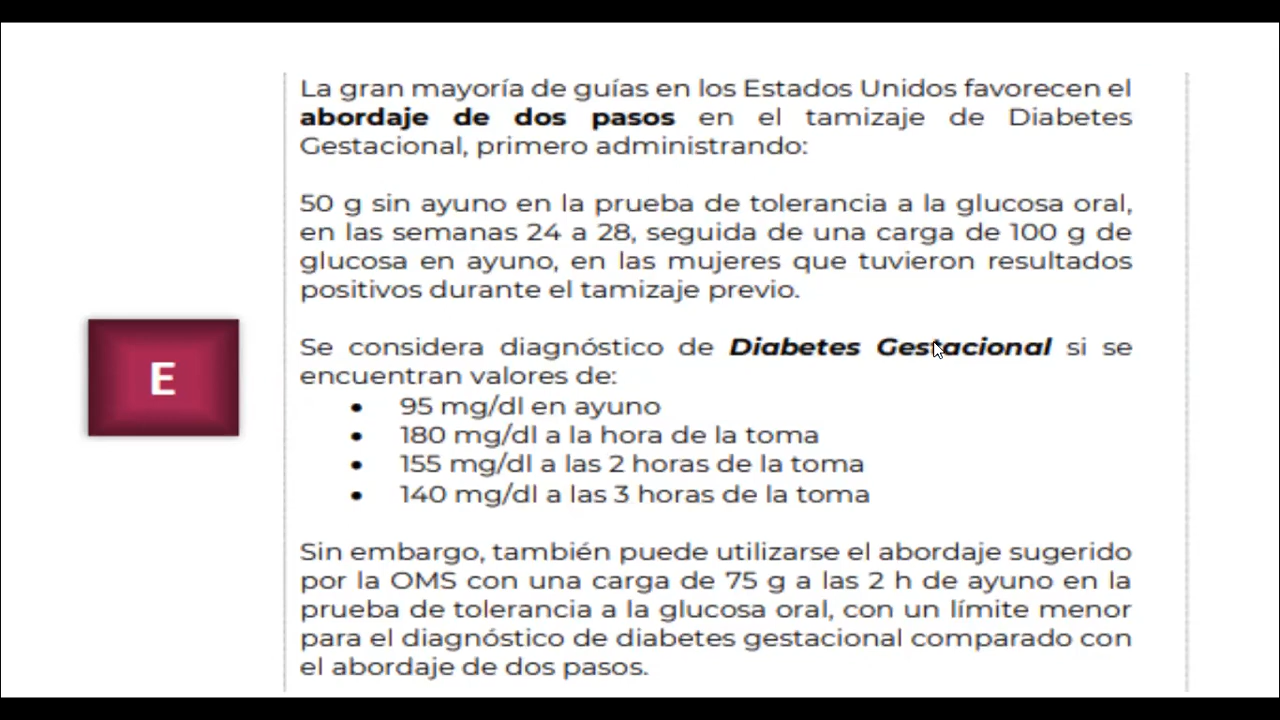 La gran mayoría de guías en los Estados Unidos favorecen el
abordaje de dos pasos en el tamizaje de Diabetes
Gestacional, primero administrando:
50 g sin ayuno en la prueba de tolerancia a la glucosa oral,
en las semanas 24 a 28, seguida de una carga de 100 g de
glucosa en ayuno, en las mujeres que tuvieron resultados
positivos durante el tamizaje previo.
E
Se considera diagnóstico de Diabetes Gestacional si se
encuentran valores de:
• 95 mg/dl en ayuno
• 180 mg/dl a la hora de la toma
• 155 mg/dl a las 2 horas de la toma
• 140 mg/dl a las 3 horas de la toma
Sin embargo, también puede utilizarse el abordaje sugerido
por la OMS con una carga de 75 g a las 2 h de ayuno en la
prueba de tolerancia a la glucosa oral, con un límite menor
para el diagnóstico de diabetes gestacional comparado con
el abordaje de dos pasos.